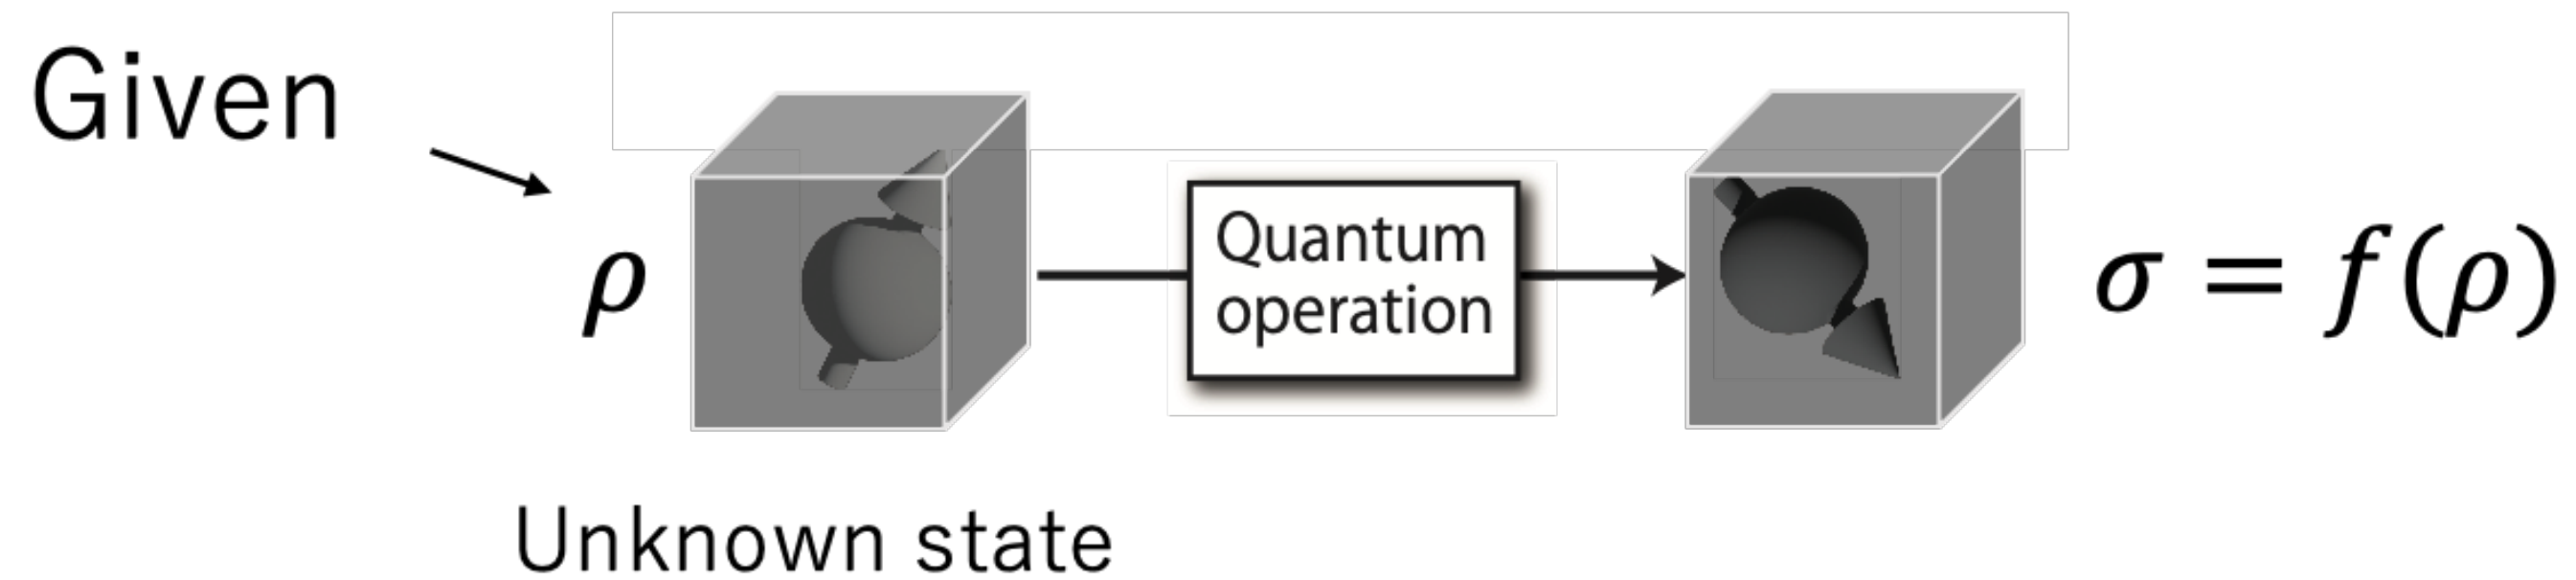 Given
ρ
Quantum
operation
σ = f(ρ)
Unknown state